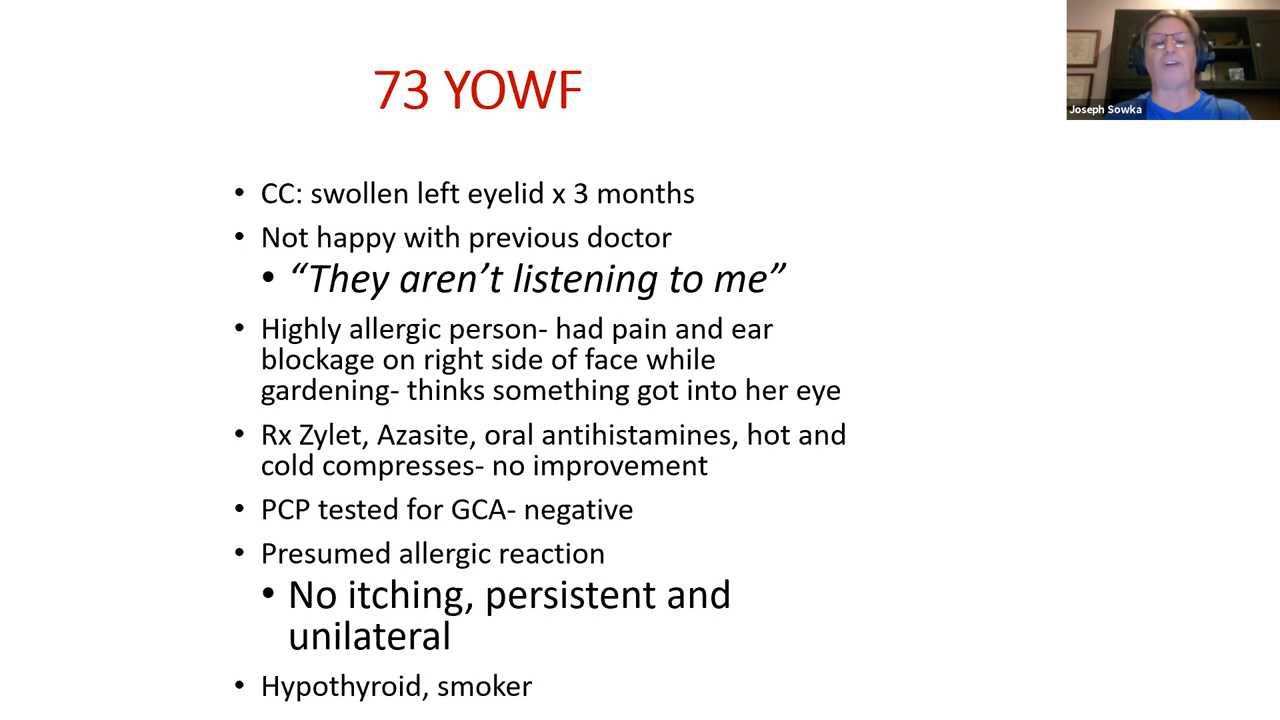 73 YOWF
Joseph Sowka
• CC: swollen left eyelid x 3 months
• Not happy with previous doctor
• “They aren’t listening to me”
• Highly allergic person- had pain and ear
blockage on right side of face while
gardening- thinks something got into her eye
• Rx Zylet, Azasite, oral antihistamines, hot and
cold compresses- no improvement
• PCP tested for GCA- negative
• Presumed allergic reaction
• No itching, persistent and
unilateral
• Hypothyroid, smoker